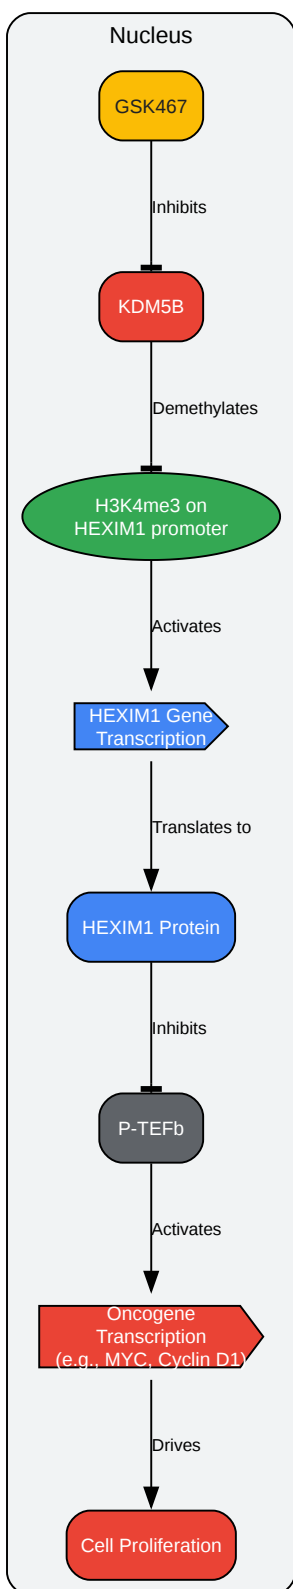 Nucleus
GSK467
Inhibits
KDM5B
Demethylates
H3K4me3 on
HEXIM1 promoter
Activates
HEXIM1 Gene
Transcription
Translates to
HEXIM1 Protein
Inhibits
P-TEFb
Activates
Oncogene
Transcription
(e.g., MYC, Cyclin D1)
Drives
Cell Proliferation